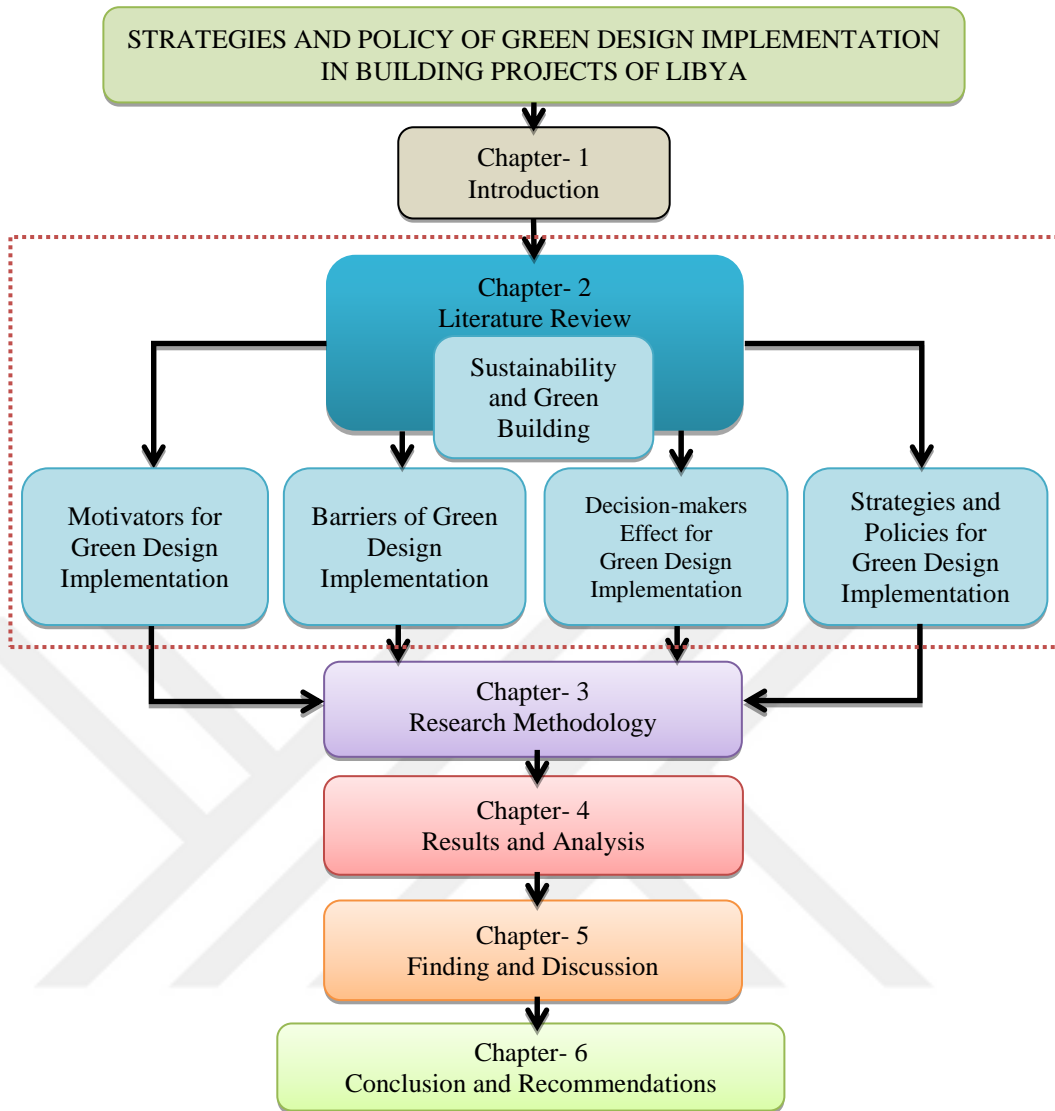 STRATEGIES AND POLICY OF GREEN DESIGN IMPLEMENTATION
IN BUILDING PROJECTS OF LIBYA
Chapter- 1
Introduction
Chapter- 2
Literature Review
Sustainability
and Green
Building
Motivators for
Green Design
Implementation
Barriers of Green
Design
Implementation
Decision-makers
Effect for
Green Design
Implementation
Strategies and
Policies for
Green Design
Implementation
Chapter- 3
Research Methodology
Chapter- 4
Results and Analysis
Chapter- 5
Finding and Discussion
Chapter- 6
Conclusion and Recommendations